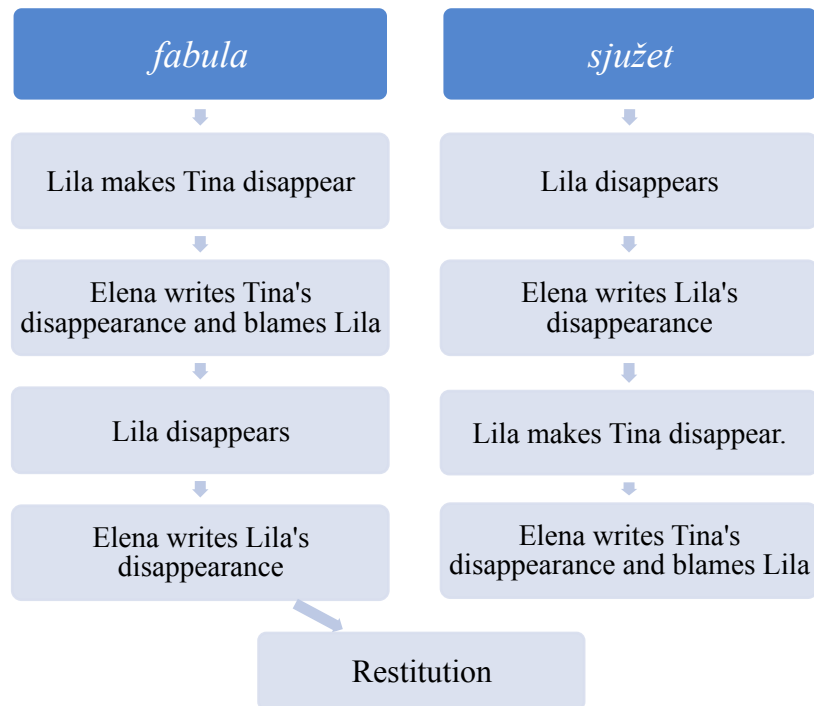 fabula
Lila makes Tina disappear
Elena writes Tina's
disappearance and blames Lila
Lila disappears
Elena writes Lila's
disappearance
sjužet
Lila disappears
Elena writes Lila's
disappearance
Lila makes Tina disappear.
Elena writes Tina's
disappearance and blames Lila
Restitution